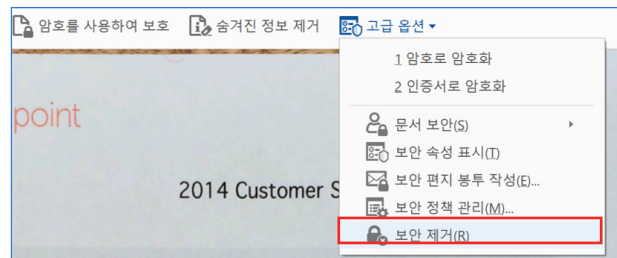 암호를 사용하여 보호 숨겨진 정보 제거 고급 옵션
1 암호로 암호화
2 인증서로 암호화
point
문서 보안(S)
보안 속성 표시(T)
2014 Customer S
보안 편지 봉투 작성(E)...
보안 정책 관리(M)...
보안 제거(R)